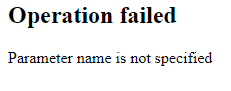 Operation failed
Parameter name is not specified